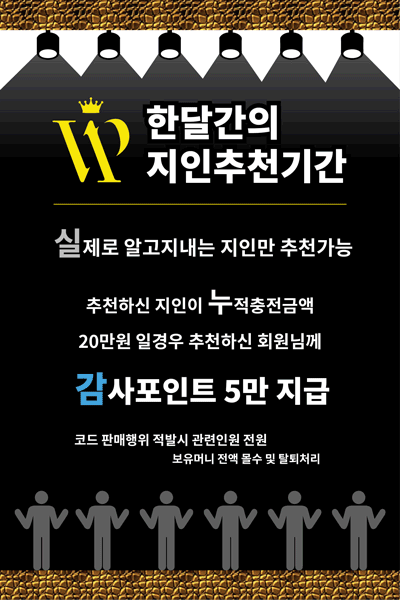 VIP
한달간의
지인추천기간
실제로 알고지내는 지인만 추천가능
추천하신 지인이 누적충전금액
20만원 일경우 추천하신 회원님께
감사포인트 5만 지급
코드 판매행위 적발시 관련인원 전원
보유머니 전액 몰수 및 탈퇴처리